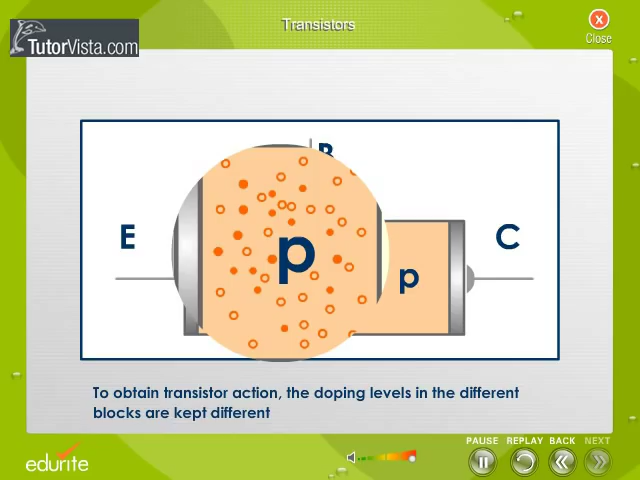 Transistors
TutorVista.com
Close
B
E
p
p
C
To obtain transistor action, the doping levels in the different
blocks are kept different
PAUSE REPLAY BACK NEXT
edurite